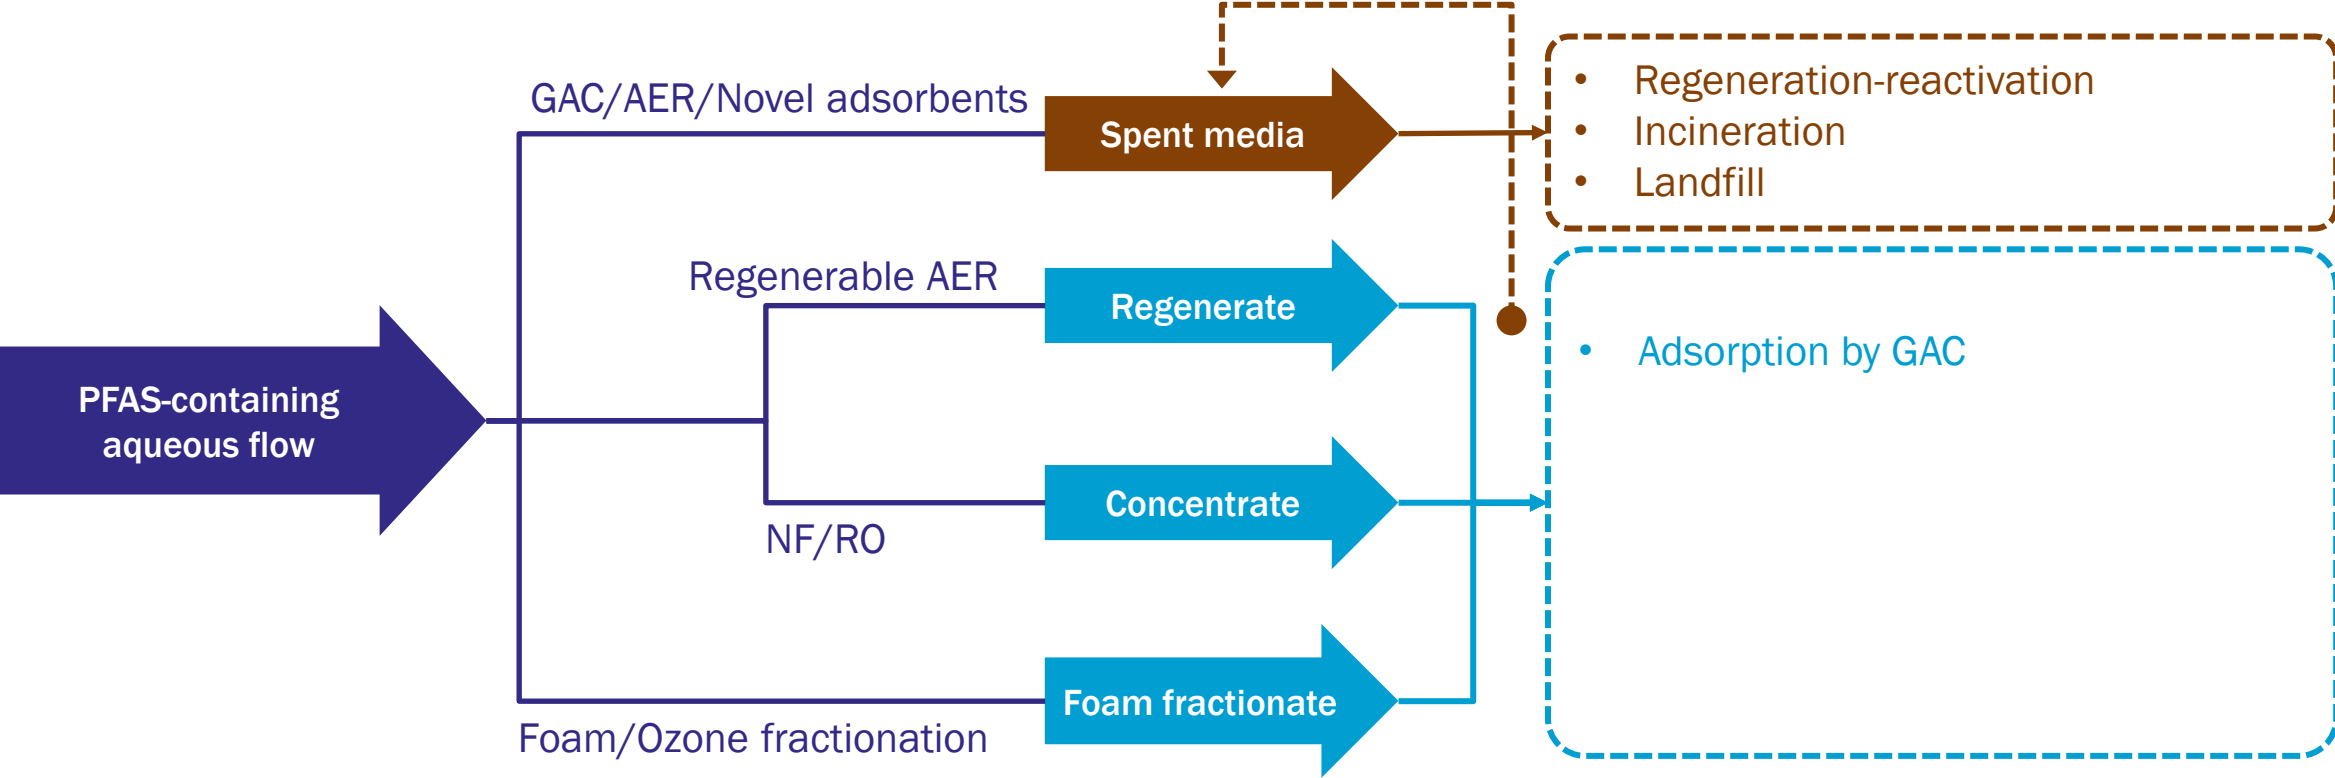 GAC/AER/Novel adsorbents
Spent media
• Regeneration-reactivation
• Incineration
• Landfill
Regenerable AER
Regenerate
• Adsorption by GAC
PFAS-containing
aqueous flow
NF/RO
Concentrate
Foam/Ozone fractionation
Foam fractionate